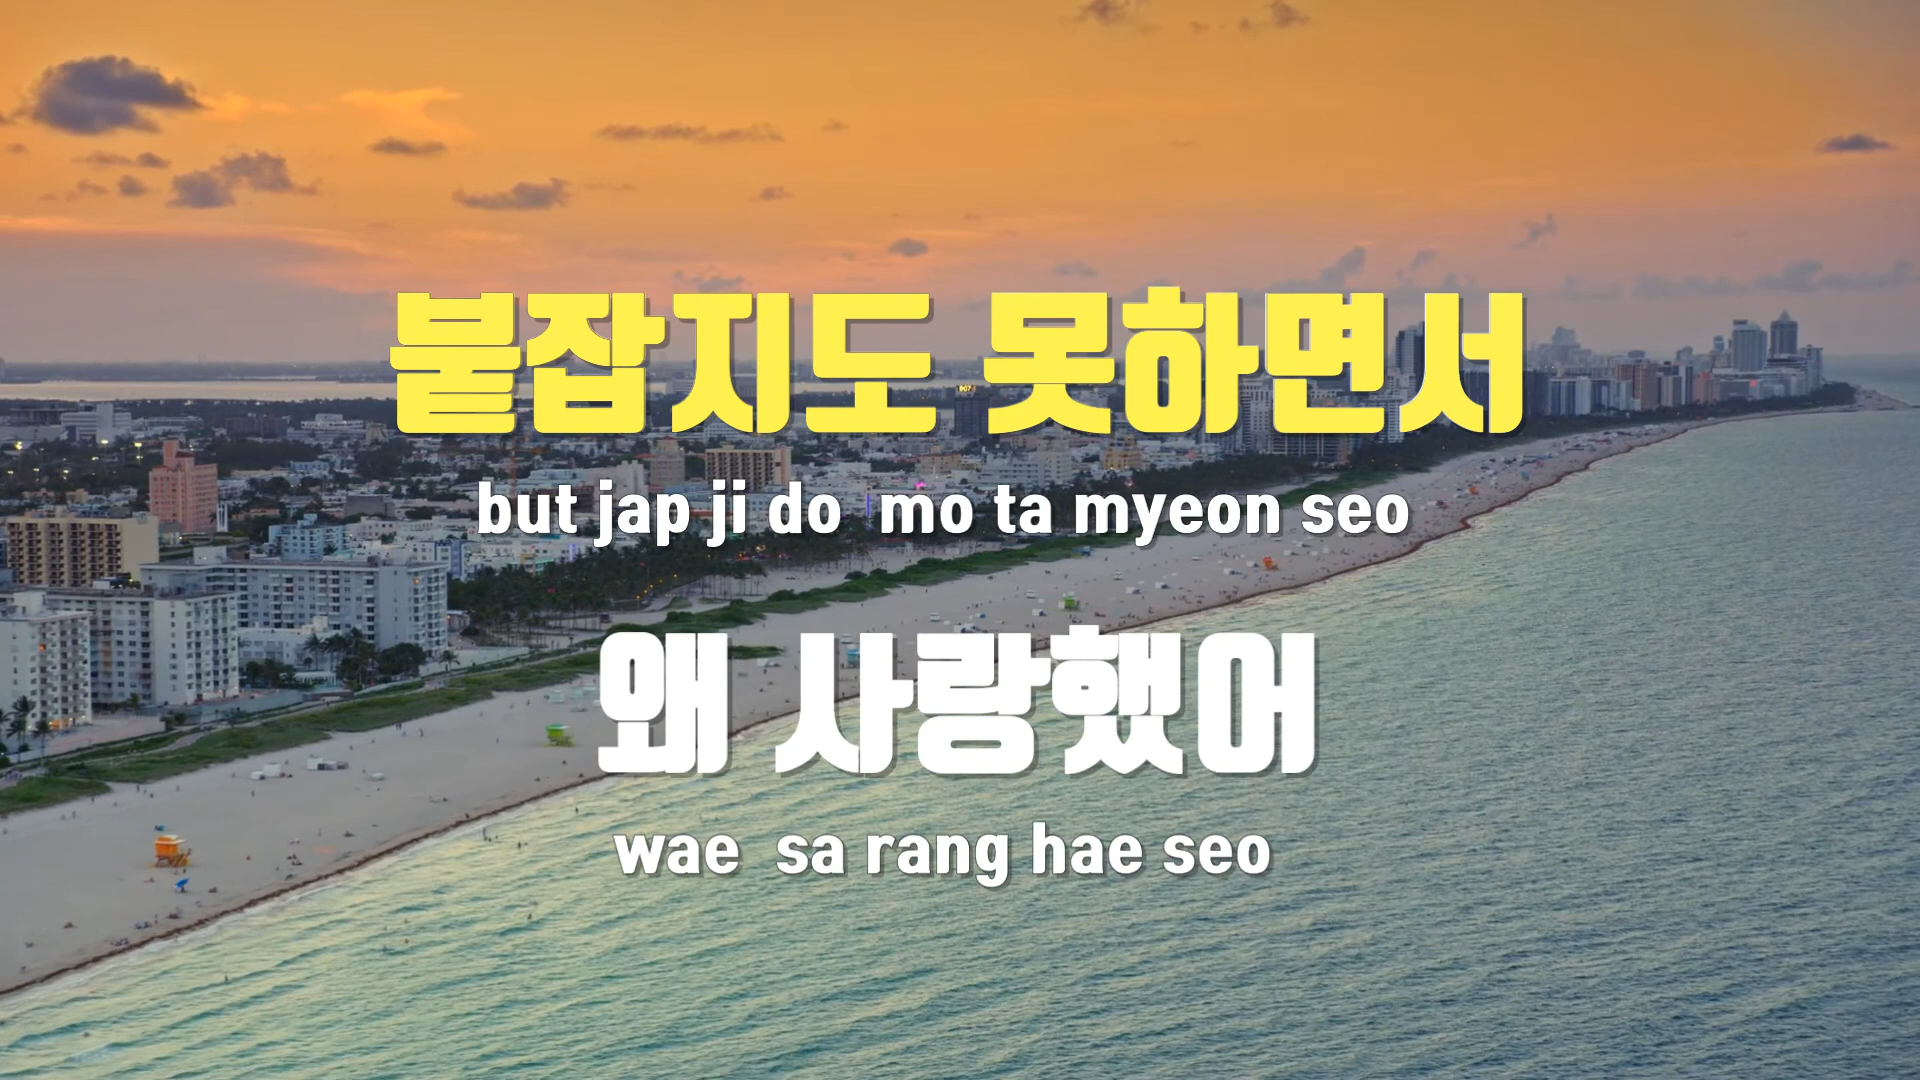 붙잡지도 못하면서
but jap ji do mo ta myeon seo
왜 사랑했어
wae sa rang hae seo